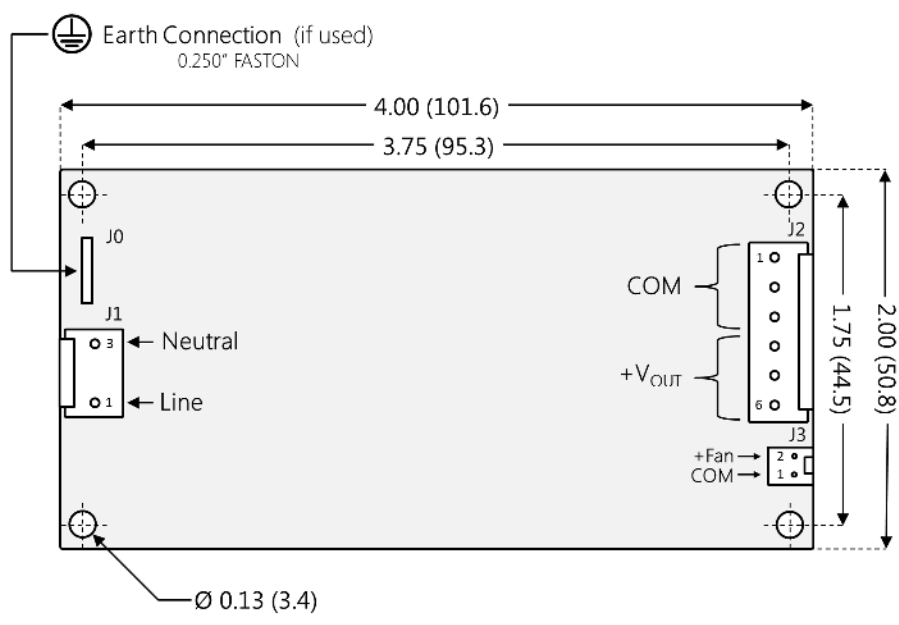 Earth Connection (if used)
0.250" FASTON
4.00 (101.6)
3.75 (95.3)
J0
J2
1
COM
J1
3
Neutral
+VOUT
1
Line
6
J3
+Fan
2
COM
1
1.75 (44.5)
2.00 (50.8)
Ø 0.13 (3.4)